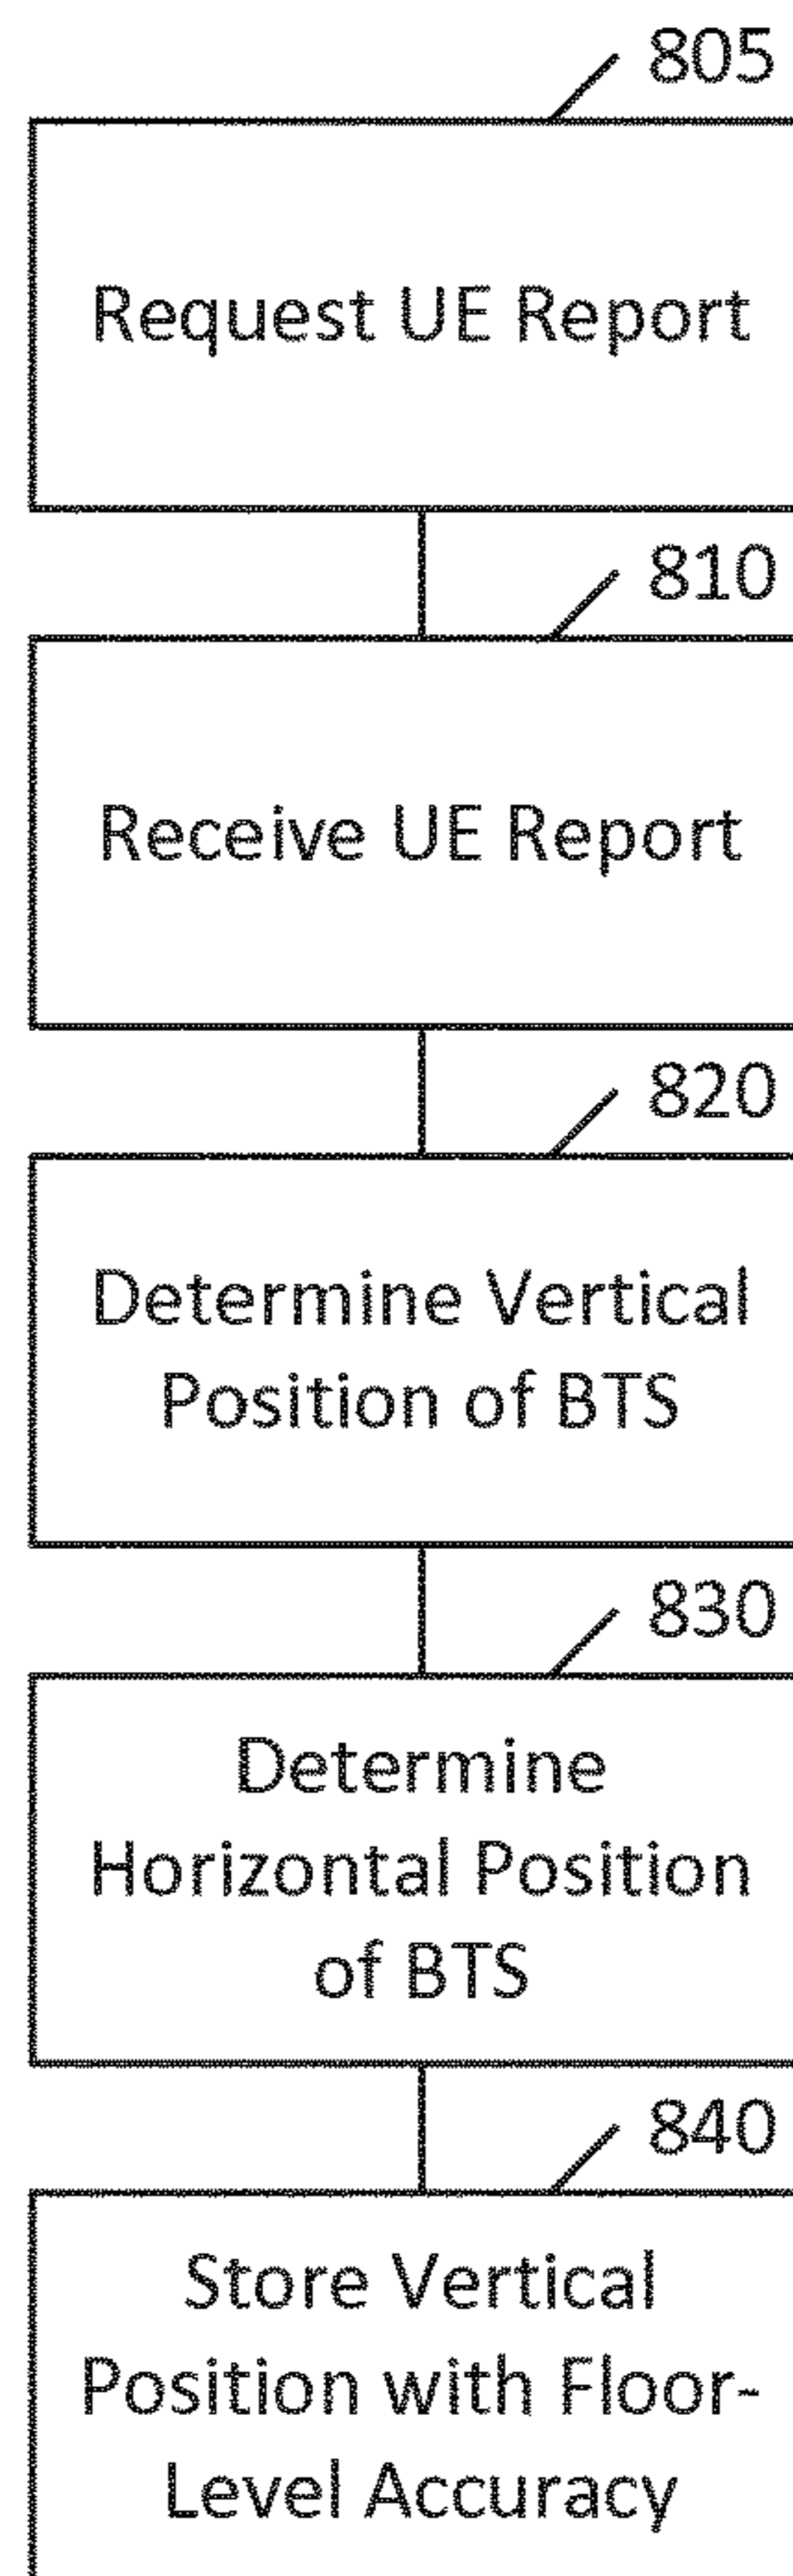 805
Request UE Report
810
Receive UE Report
820
Determine Vertical
Position of BTS
830
Determine
Horizontal Position
of BTS
840
Store Vertical
Position with Floor-
Level Accuracy